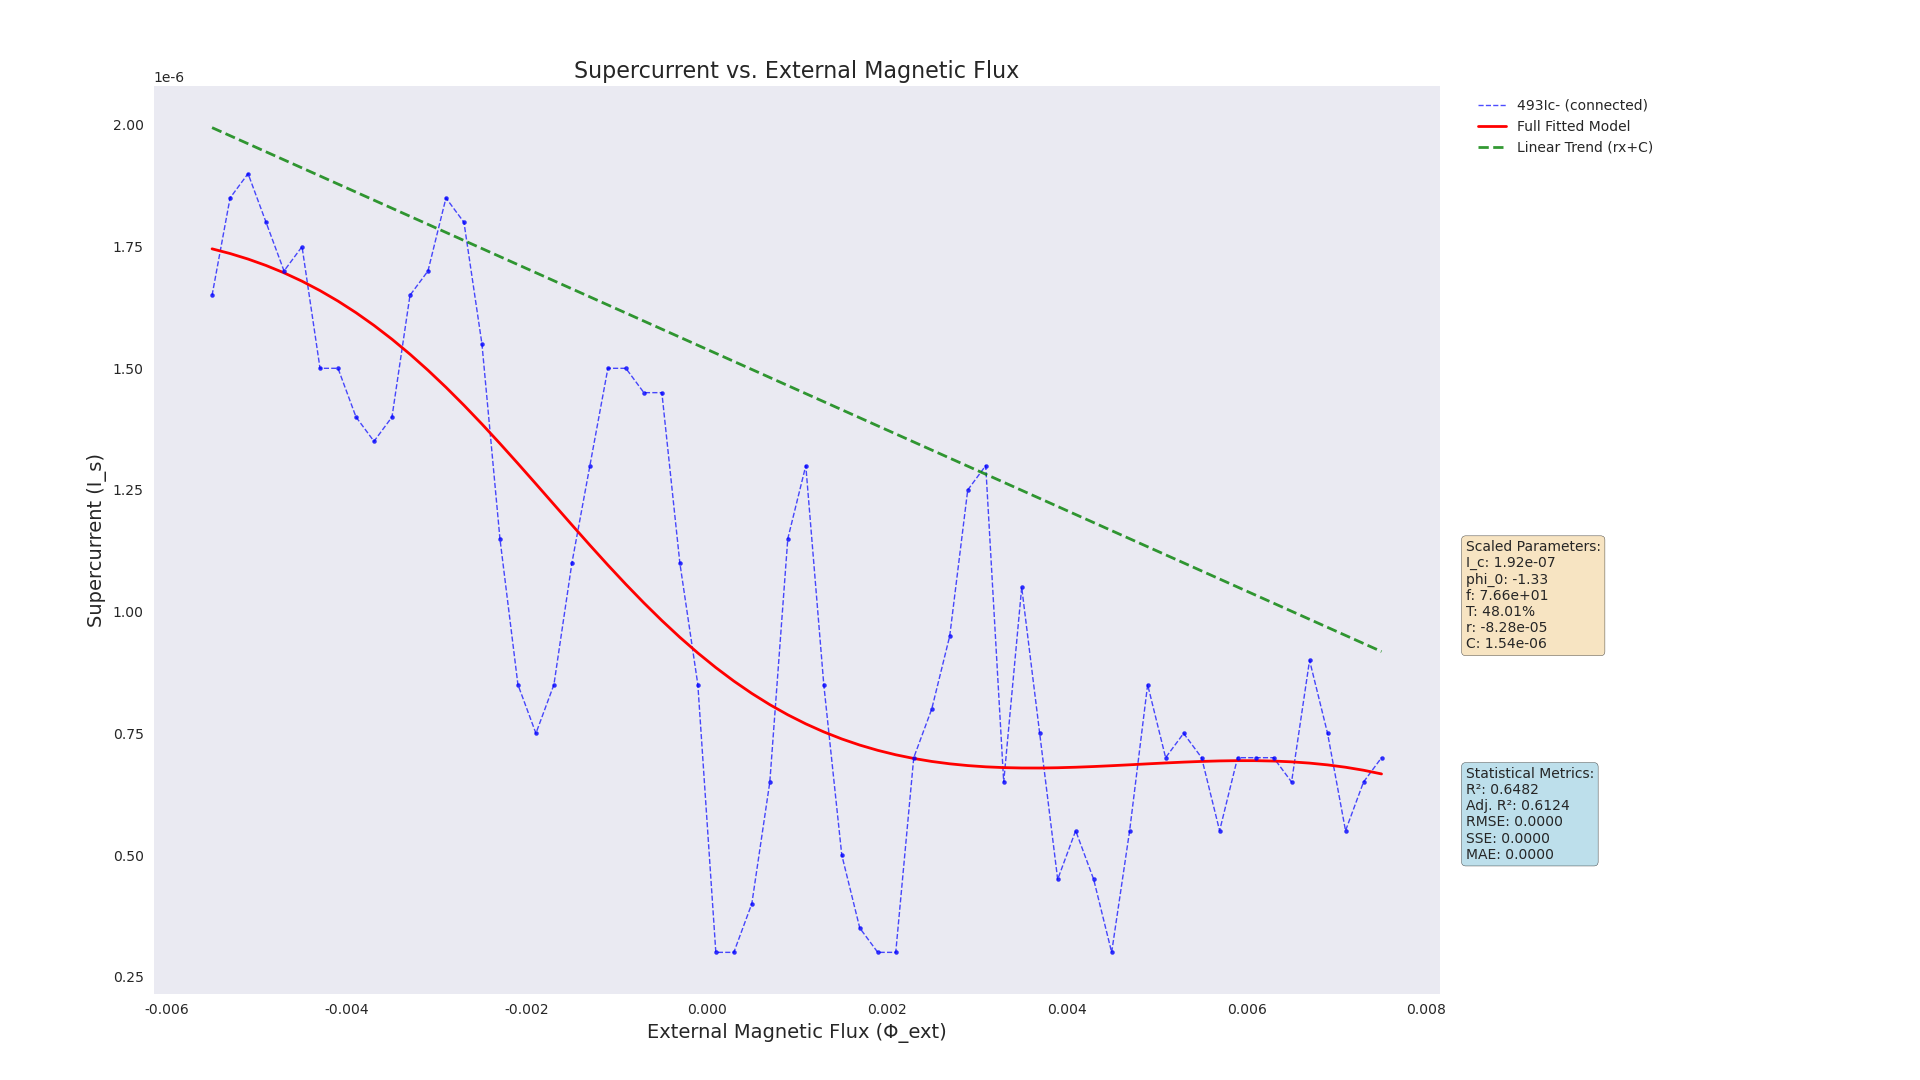 Supercurrent vs. External Magnetic Flux
1e-6
2.00
1.75
1.50
1.25
1.00
0.75
0.50
0.25
Supercurrent (I_s)
-0.006
-0.004
-0.002
0.000
0.002
0.004
0.006
0.008
External Magnetic Flux (Φ_ext)
493Ic- (connected)
Full Fitted Model
Linear Trend (rx+C)
Scaled Parameters:
I_c: 1.92e-07
phi_0: -1.33
f: 7.66e+01
T: 48.01%
r: -8.28e-05
C: 1.54e-06
Statistical Metrics:
R²: 0.6482
Adj. R²: 0.6124
RMSE: 0.0000
SSE: 0.0000
MAE: 0.0000